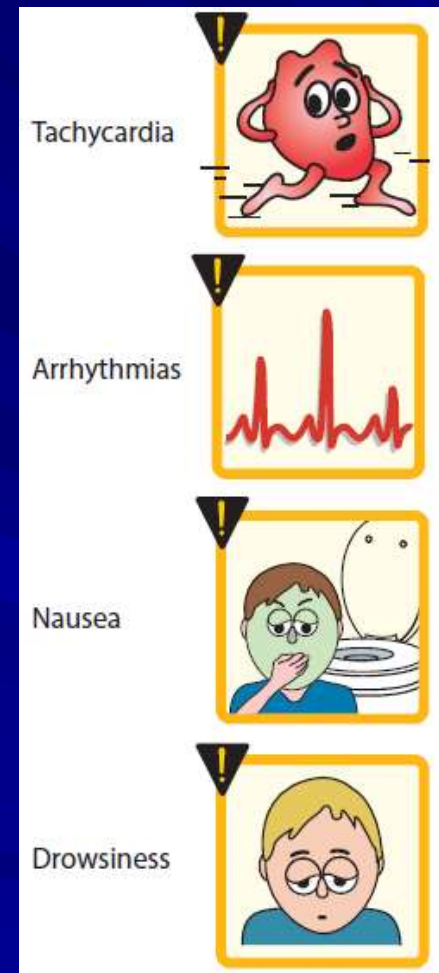 !
Tachycardia
!
Arrhythmias
!
Nausea
!
Drowsiness